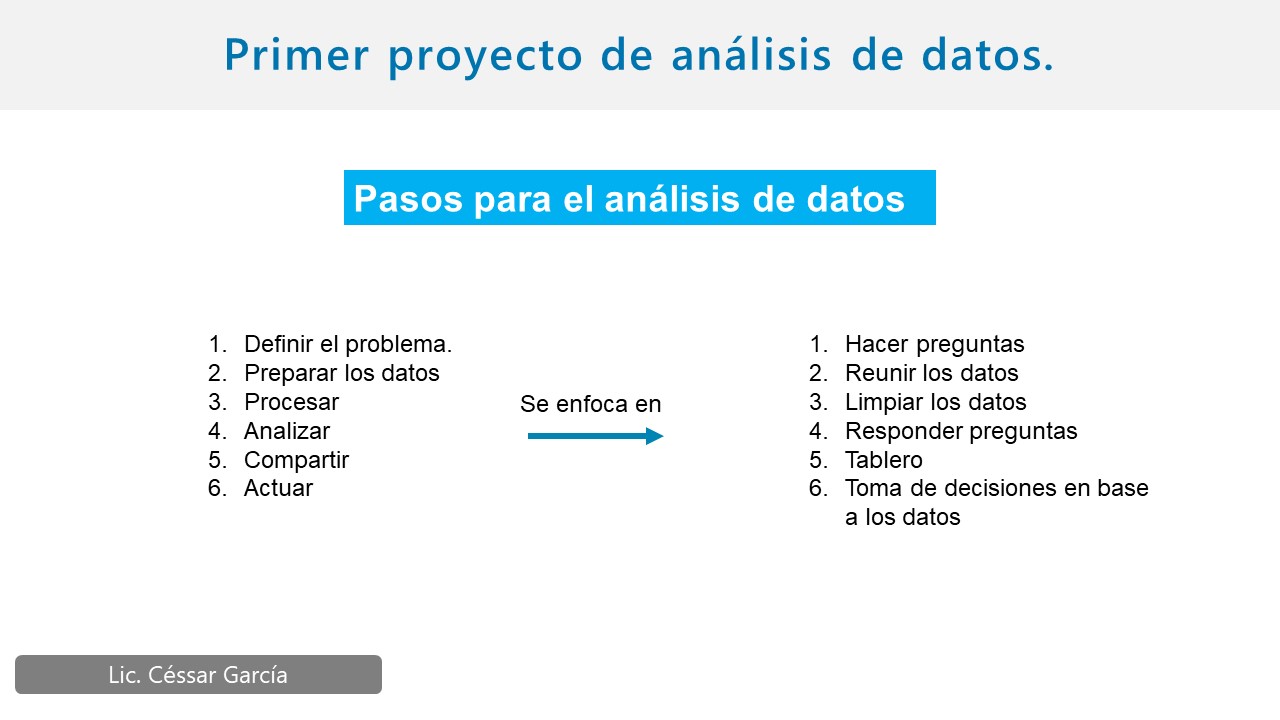 Primer proyecto de análisis de datos.
Pasos para el análisis de datos
1. Definir el problema.
2. Preparar los datos
3. Procesar
4. Analizar
5. Compartir
6. Actuar
Se enfoca en
1. Hacer preguntas
2. Reunir los datos
3. Limpiar los datos
4. Responder preguntas
5. Tablero
6. Toma de decisiones en base
a los datos
Lic. Céssar García